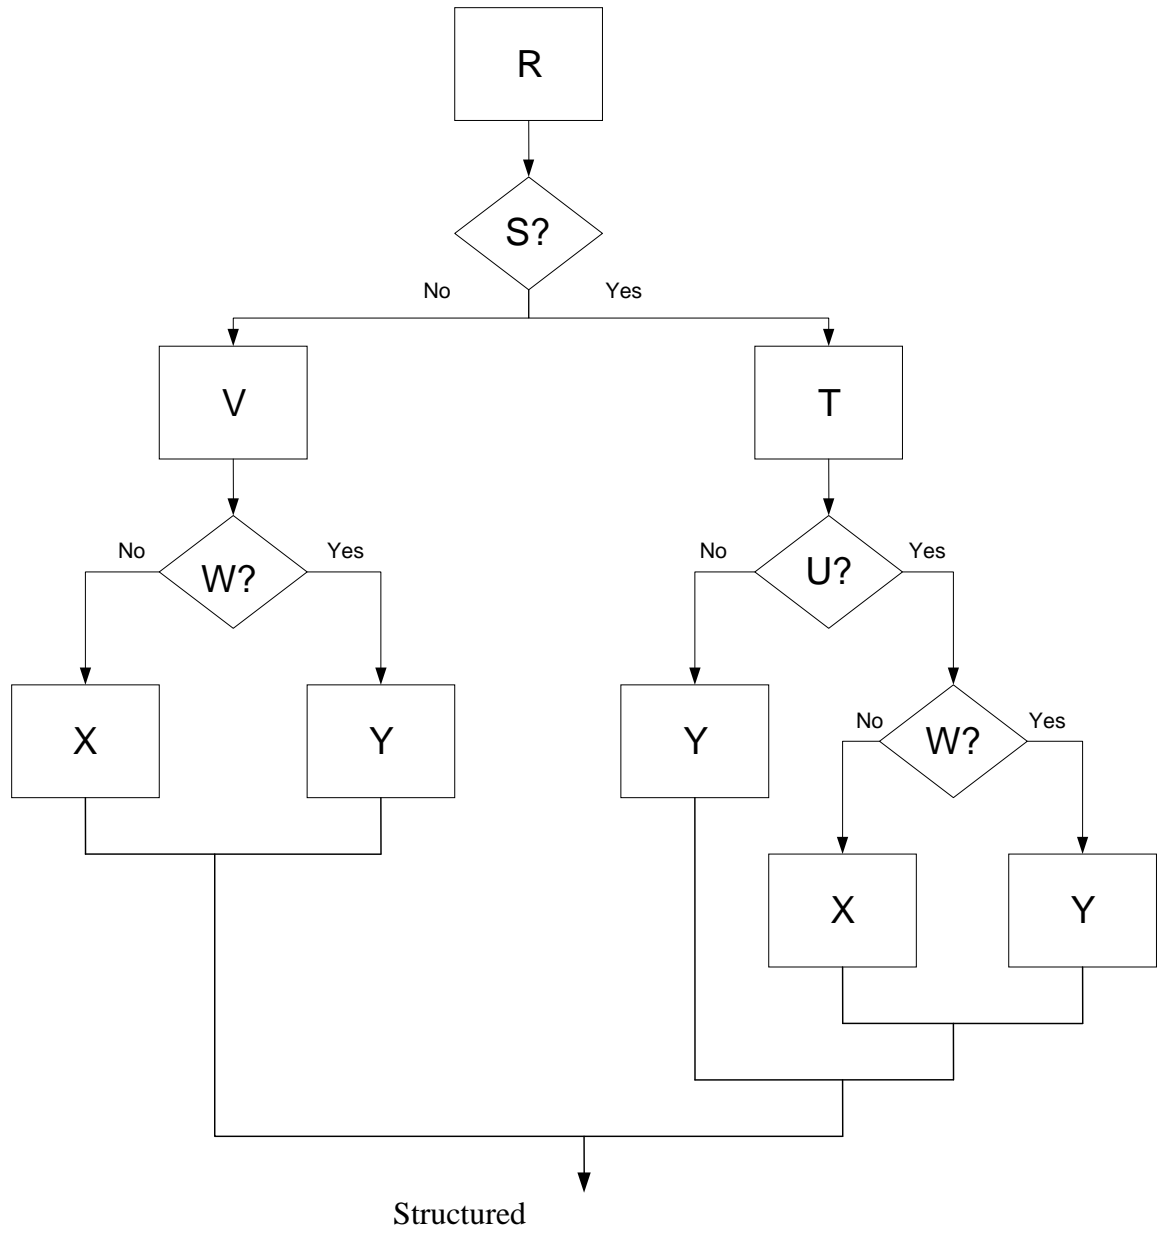 R
S?
No Yes
V T
No Yes No Yes
W? U?
X Y Y No W? Yes
X Y
Structured